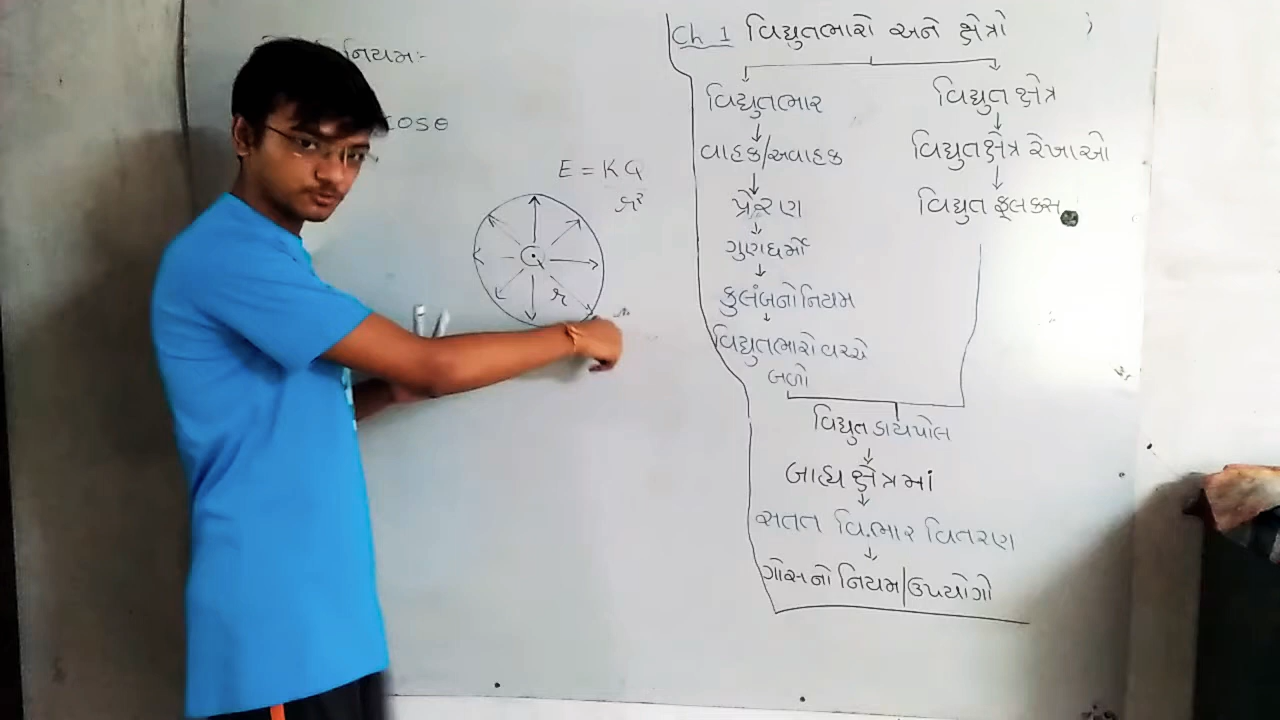 નિયમ:-
cosθ
E = KQ
r²
Q
r
Ch 1 વિદ્યુતભારો અને ક્ષેત્રો
વિદ્યુતભાર
વાહક/અવાહક
પ્રેરણ
ગુણધર્મો
કુલંબનો નિયમ
વિદ્યુતભારો વચ્ચે
બળો
વિદ્યુત ક્ષેત્ર
વિદ્યુતક્ષેત્ર રેખાઓ
વિદ્યુત ફ્લક્સ
વિદ્યુત ડાયપોલ
બાહ્ય ક્ષેત્રમાં
સતત વિ.ભાર વિતરણ
ગોસ નો નિયમ/ઉપયોગો